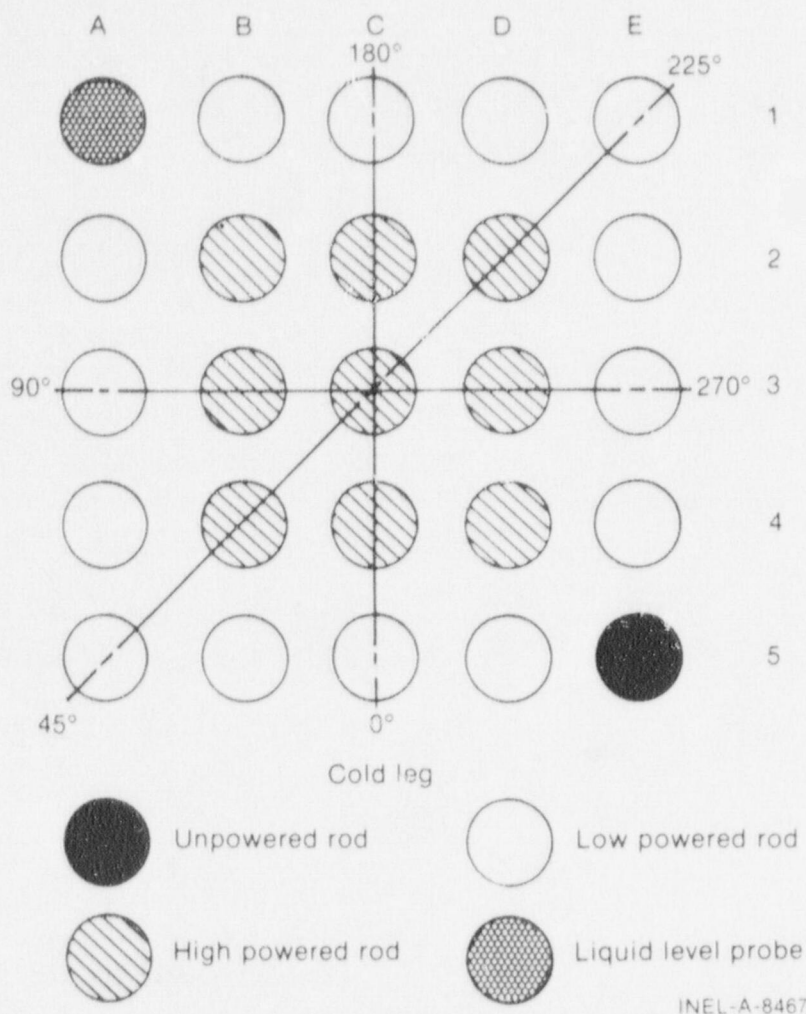 A B C D E
180°
225°
1
2
90° 270° 3
4
5
45° 0°
Cold leg
Unpowered rod Low powered rod
High powered rod Liquid level probe
INEL-A-8467